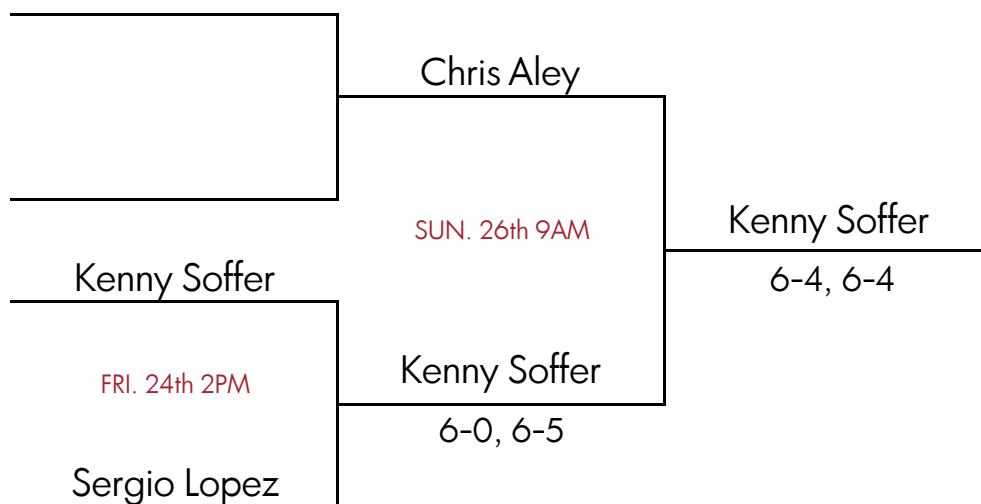 Chris Aley
SUN. 26th 9AM
Kenny Soffer
6-4, 6-4
Kenny Soffer
FRI. 24th 2PM
Kenny Soffer
6-0, 6-5
Sergio Lopez